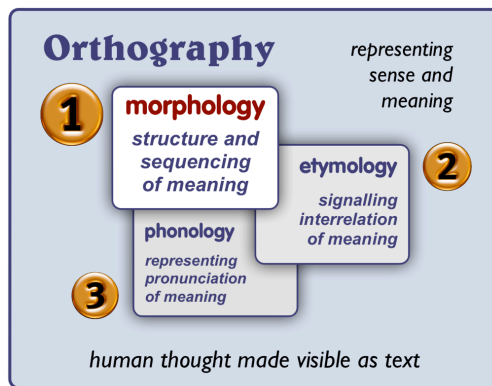 Orthography
representing
sense and
meaning
1
morphology
structure and
sequencing
of meaning
etymology
signalling
interrelation
of meaning
2
phonology
representing
pronunciation
of meaning
3
human thought made visible as text